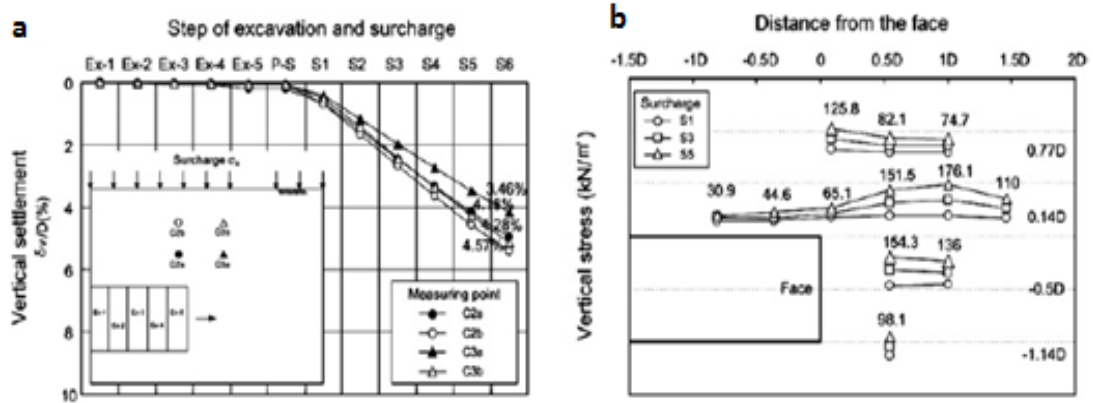 a
Step of excavation and surcharge
Ex-1 Ex-2 Ex-3 Ex-4 Ex-5 P-S S1 S2 S3 S4 S5 S6
Vertical settlement
δv/D(%)
0
2
4
6
8
10
Surcharge σs
C2b C3b
C2a C3a
Ex-1 Ex-2 Ex-3 Ex-4 Ex-5
3.46%
4.28%
4.57%
Measuring point
C2a
C2b
C3a
C3b
b
Distance from the face
-1.5D -1D -0.5D 0 0.5D 1D 1.5D 2D
Vertical stress (kN/m²)
Surcharge
S1
S3
S5
125.8 82.1 74.7
0.77D
30.9 44.6 65.1 151.5 176.1 110
0.14D
154.3 136
Face
-0.5D
98.1
-1.14D